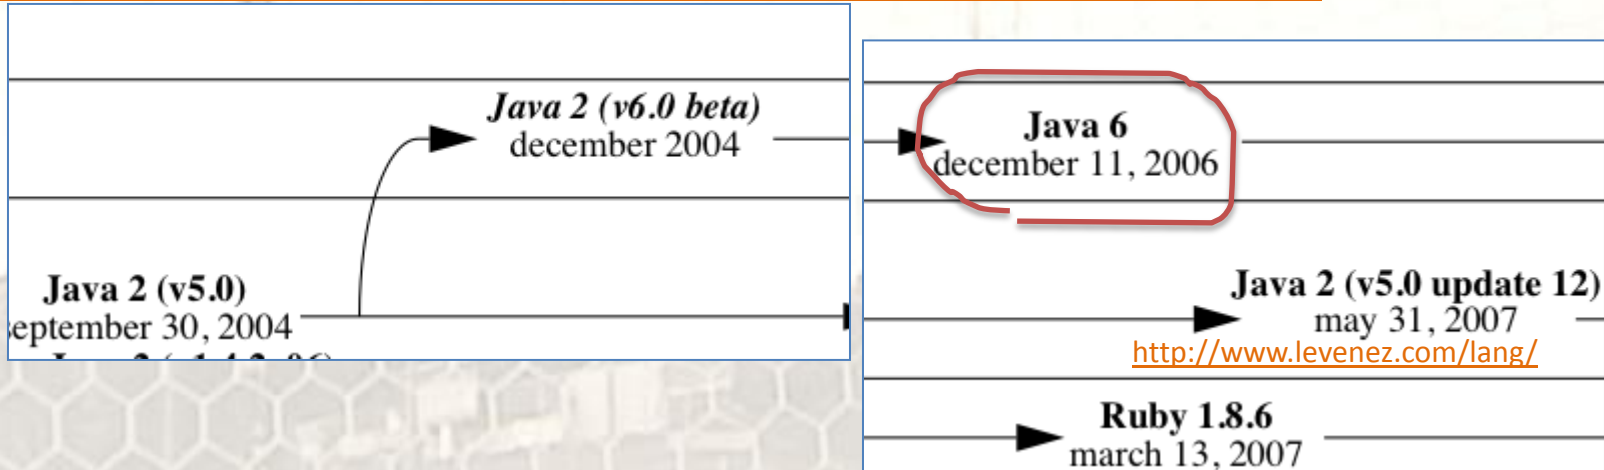 Java 2 (v6.0 beta)
december 2004
Java 2 (v5.0)
september 30, 2004
Java 6
december 11, 2006
Java 2 (v5.0 update 12)
may 31, 2007
http://www.levenez.com/lang/
Ruby 1.8.6
march 13, 2007